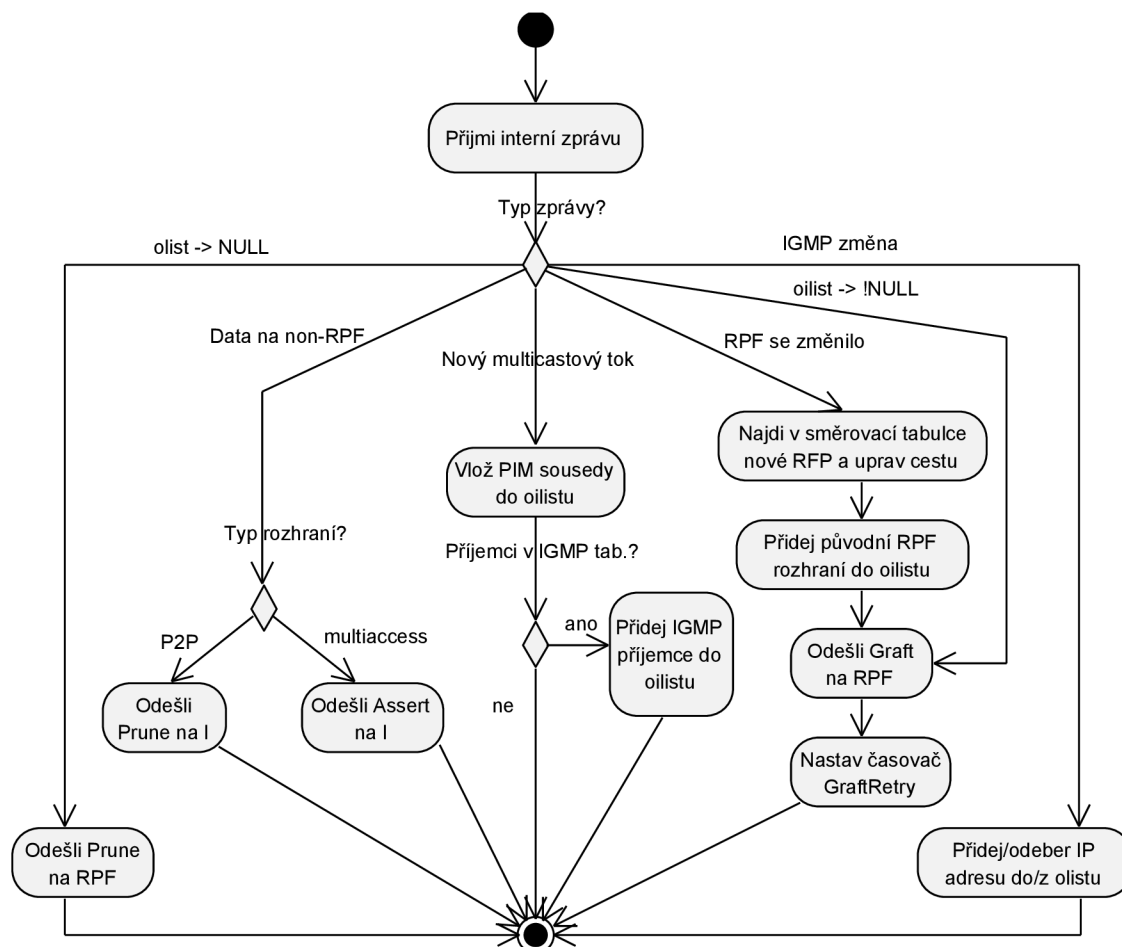 Přijmi interní zprávu
Typ zprávy?
olist -> NULL
IGMP změna
oilist -> !NULL
Data na non-RPF
RPF se změnilo
Nový multicastový tok
Najdi v směrovací tabulce
nové RFP a uprav cestu
Vlož PIM sousedy
do oilistu
Typ rozhraní?
Příjemci v IGMP tab.?
Přidej původní RPF
rozhraní do oilistu
P2P
multiaccess
ano
Přidej IGMP
příjemce do
oilistu
Odešli Graft
na RPF
Odešli
Prune na I
Odešli Assert
na I
ne
Nastav časovač
GraftRetry
Odešli Prune
na RPF
Přidej/odeber IP
adresu do/z olistu